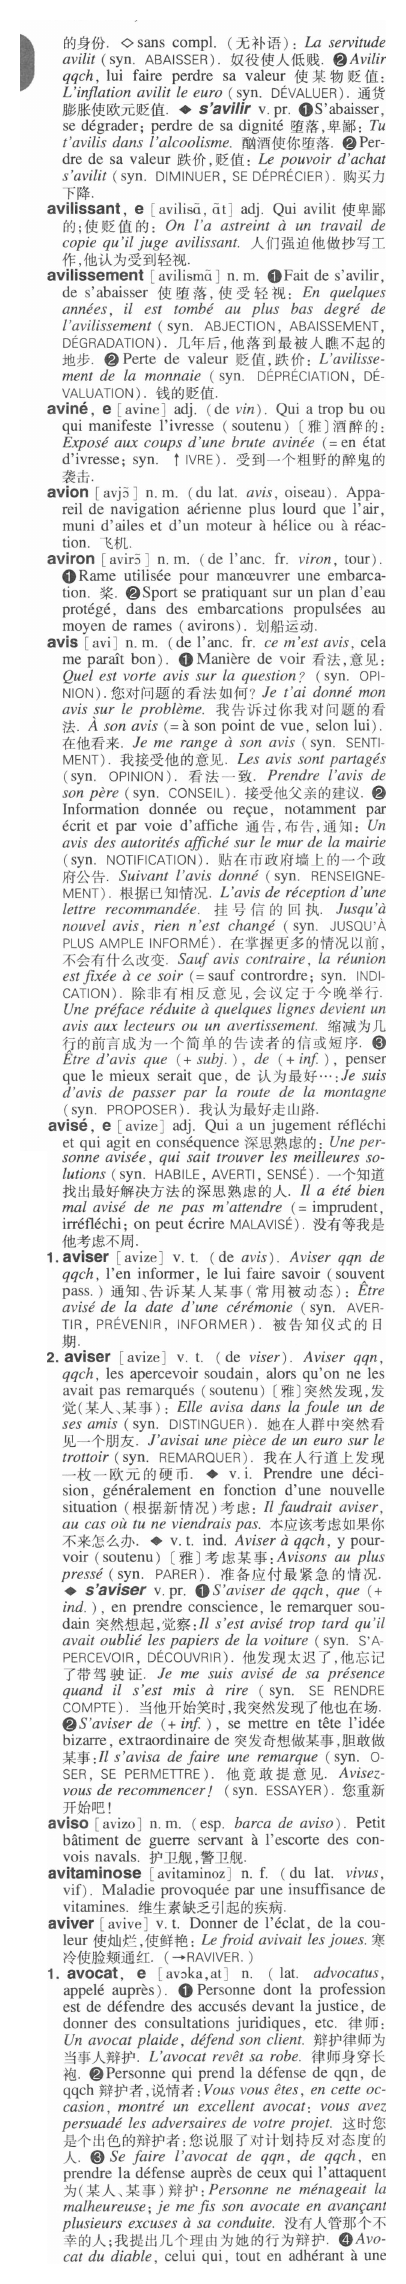 的身份. ◇ sans compl. (无补语): La servitude
avilit (syn. ABAISSER). 奴役使人低贱. ❷ Avilir
qqch, lui faire perdre sa valeur 使某物贬值:
L'inflation avilit le euro (syn. DÉVALUER). 通货
膨胀使欧元贬值. ◆ s'avilir v. pr. ❶ S'abaisser,
se dégrader; perdre de sa dignité 堕落,卑鄙: Tu
t'avilis dans l'alcoolisme. 酗酒使你堕落. ❷ Per-
dre de sa valeur 跌价,贬值: Le pouvoir d'achat
s'avilit (syn. DIMINUER, SE DÉPRÉCIER). 购买力
下降.
avilissant, e [avilisɑ̃, ɑ̃t] adj. Qui avilit 使卑鄙
的;使贬值的: On l'a astreint à un travail de
copie qu'il juge avilissant. 人们强迫他做抄写工
作,他认为受到轻视.
avilissement [avilismɑ̃] n. m. ❶ Fait de s'avilir,
de s'abaisser 使堕落,使受轻视: En quelques
années, il est tombé au plus bas degré de
l'avilissement (syn. ABJECTION, ABAISSEMENT,
DÉGRADATION). 几年后,他落到最被人瞧不起的
地步. ❷ Perte de valeur 贬值,跌价: L'avilisse-
ment de la monnaie (syn. DÉPRÉCIATION, DÉ-
VALUATION). 钱的贬值.
aviné, e [avine] adj. (de vin). Qui a trop bu ou
qui manifeste l'ivresse (soutenu) 〔雅〕酒醉的:
Exposé aux coups d'une brute avinée (= en état
d'ivresse; syn. ↑ IVRE). 受到一个粗野的醉鬼的
袭击.
avion [avjɔ̃] n. m. (du lat. avis, oiseau). Appa-
reil de navigation aérienne plus lourd que l'air,
muni d'ailes et d'un moteur à hélice ou à réac-
tion. 飞机.
aviron [avirɔ̃] n. m. (de l'anc. fr. viron, tour).
❶ Rame utilisée pour manœuvrer une embarca-
tion. 桨. ❷ Sport se pratiquant sur un plan d'eau
protégé, dans des embarcations propulsées au
moyen de rames (avirons). 划船运动.
avis [avi] n. m. (de l'anc. fr. ce m'est avis, cela
me paraît bon). ❶ Manière de voir 看法,意见:
Quel est vorte avis sur la question? (syn. OPI-
NION). 您对问题的看法如何? Je t'ai donné mon
avis sur le problème. 我告诉过你我对问题的看
法. À son avis (= à son point de vue, selon lui).
在他看来. Je me range à son avis (syn. SENTI-
MENT). 我接受他的意见. Les avis sont partagés
(syn. OPINION). 看法一致. Prendre l'avis de
son père (syn. CONSEIL). 接受他父亲的建议. ❷
Information donnée ou reçue, notamment par
écrit et par voie d'affiche 通告,布告,通知: Un
avis des autorités affiché sur le mur de la mairie
(syn. NOTIFICATION). 贴在市政府墙上的一个政
府公告. Suivant l'avis donné (syn. RENSEIGNE-
MENT). 根据已知情况. L'avis de réception d'une
lettre recommandée. 挂号信的回执. Jusqu'à
nouvel avis, rien n'est changé (syn. JUSQU'À
PLUS AMPLE INFORMÉ). 在掌握更多的情况以前,
不会有什么改变. Sauf avis contraire, la réunion
est fixée à ce soir (= sauf controrde; syn. INDI-
CATION). 除非有相反意见,会议定于今晚举行.
Une préface réduite à quelques lignes devient un
avis aux lecteurs ou un avertissement. 缩减为几
行的前言成为一个简单的告读者的信或短序. ❸
Être d'avis que (+ subj.), de (+ inf.), penser
que le mieux serait que, de 认为最好…: Je suis
d'avis de passer par la route de la montagne
(syn. PROPOSER). 我认为最好走山路.
avisé, e [avize] adj. Qui a un jugement réfléchi
et qui agit en conséquence 深思熟虑的: Une per-
sonne avisée, qui sait trouver les meilleures so-
lutions (syn. HABILE, AVERTI, SENSÉ). 一个知道
找出最好解决方法的深思熟虑的人. Il a été bien
mal avisé de ne pas m'attendre (= imprudent,
irréfléchi; on peut écrire MALAVISÉ). 没有等我是
他考虑不周.
1. aviser [avize] v. t. (de avis). Aviser qqn de
qqch, l'en informer, le lui faire savoir (souvent
pass.) 通知、告诉某人某事(常用被动态): Être
avisé de la date d'une cérémonie (syn. AVER-
TIR, PRÉVENIR, INFORMER). 被告知仪式的日
期.
2. aviser [avize] v. t. (de viser). Aviser qqn,
qqch, les apercevoir soudain, alors qu'on ne les
avait pas remarqués (soutenu) 〔雅〕突然发现,发
觉(某人、某事): Elle avisa dans la foule un de
ses amis (syn. DISTINGUER). 她在人群中突然看
见一个朋友. J'avisai une pièce de un euro sur le
trottoir (syn. REMARQUER). 我在人行道上发现
一枚一欧元的硬币. ◆ v. i. Prendre une déci-
sion, généralement en fonction d'une nouvelle
situation (根据新情况)考虑: Il faudrait aviser,
au cas où tu ne viendrais pas. 本应该考虑如果你
不来怎么办. ◆ v. t. ind. Aviser à qqch, y pour-
voir (soutenu) 〔雅〕考虑某事: Avisons au plus
pressé (syn. PARER). 准备应付最紧急的情况.
◆ s'aviser v. pr. ❶ S'aviser de qqch, que (+
ind.), en prendre conscience, le remarquer sou-
dain 突然想起,觉察: Il s'est avisé trop tard qu'il
avait oublié les papiers de la voiture (syn. S'A-
PERCEVOIR, DÉCOUVRIR). 他发现太迟了,他忘记
了带驾驶证. Je me suis avisé de sa présence
quand il s'est mis à rire (syn. SE RENDRE
COMPTE). 当他开始笑时,我突然发现了他也在场.
❷ S'aviser de (+ inf.), se mettre en tête l'idée
bizarre, extraordinaire de 突发奇想做某事,胆敢做
某事: Il s'avisa de faire une remarque (syn. O-
SER, SE PERMETTRE). 他竟敢提意见. Avisez-
vous de recommencer! (syn. ESSAYER). 您重新
开始吧!
aviso [avizo] n. m. (esp. barca de aviso). Petit
bâtiment de guerre servant à l'escorte des con-
vois navals. 护卫舰,警卫舰.
avitaminose [avitaminoz] n. f. (du lat. vivus,
vif). Maladie provoquée par une insuffisance de
vitamines. 维生素缺乏引起的疾病.
aviver [avive] v. t. Donner de l'éclat, de la cou-
leur 使灿烂,使鲜艳: Le froid avivait les joues. 寒
冷使脸颊通红. (→RAVIVER.)
1. avocat, e [avɔka, at] n. (lat. advocatus,
appelé auprès). ❶ Personne dont la profession
est de défendre des accusés devant la justice, de
donner des consultations juridiques, etc. 律师:
Un avocat plaide, défend son client. 辩护律师为
当事人辩护. L'avocat revêt sa robe. 律师身穿长
袍. ❷ Personne qui prend la défense de qqn, de
qqch 辩护者,说情者: Vous vous êtes, en cette oc-
casion, montré un excellent avocat: vous avez
persuadé les adversaires de votre projet. 这时您
是个出色的辩护者:您说服了对计划持反对态度的
人. ❸ Se faire l'avocat de qqn, de qqch, en
prendre la défense auprès de ceux qui l'attaquent
为(某人、某事)辩护: Personne ne ménageait la
malheureuse; je me fis son avocate en avançant
plusieurs excuses à sa conduite. 没有人管那个不
幸的人;我提出几个理由为她的行为辩护. ❹ Avo-
cat du diable, celui qui, tout en adhérant à une